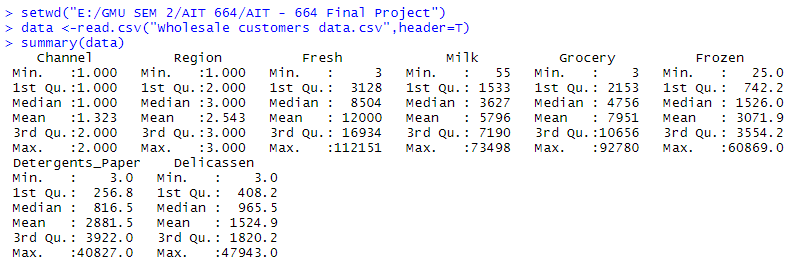 > setwd("E:/GMU SEM 2/AIT 664/AIT - 664 Final Project")
> data <-read.csv("Wholesale customers data.csv",header=T)
> summary(data)
Channel Region Fresh Milk Grocery Frozen
Min. :1.000 Min. :1.000 Min. : 3 Min. : 55 Min. : 3 Min. : 25.0
1st Qu.:1.000 1st Qu.:2.000 1st Qu.: 3128 1st Qu.: 1533 1st Qu.: 2153 1st Qu.: 742.2
Median :1.000 Median :3.000 Median : 8504 Median : 3627 Median : 4756 Median : 1526.0
Mean :1.323 Mean :2.543 Mean : 12000 Mean : 5796 Mean : 7951 Mean : 3071.9
3rd Qu.:2.000 3rd Qu.:3.000 3rd Qu.: 16934 3rd Qu.: 7190 3rd Qu.:10656 3rd Qu.: 3554.2
Max. :2.000 Max. :3.000 Max. :112151 Max. :73498 Max. :92780 Max. :60869.0
Detergents_Paper Delicassen
Min. : 3.0 Min. : 3.0
1st Qu.: 256.8 1st Qu.: 408.2
Median : 816.5 Median : 965.5
Mean : 2881.5 Mean : 1524.9
3rd Qu.: 3922.0 3rd Qu.: 1820.2
Max. :40827.0 Max. :47943.0